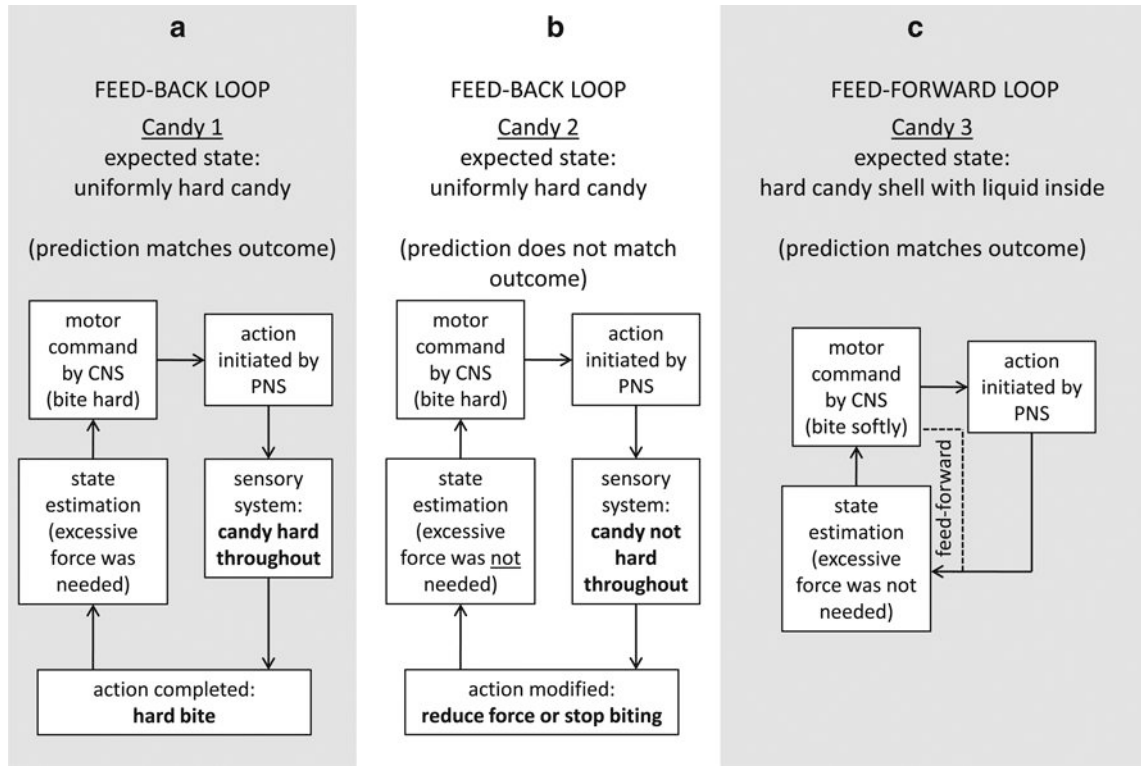 a
FEED-BACK LOOP
Candy 1
expected state:
uniformly hard candy
(prediction matches outcome)
motor
command
by CNS
(bite hard)
action
initiated by
PNS
sensory
system:
candy hard
throughout
state
estimation
(excessive
force was
needed)
action completed:
hard bite
b
FEED-BACK LOOP
Candy 2
expected state:
uniformly hard candy
(prediction does not match
outcome)
motor
command
by CNS
(bite hard)
action
initiated by
PNS
sensory
system:
candy not
hard
throughout
state
estimation
(excessive
force was not
needed)
action modified:
reduce force or stop biting
c
FEED-FORWARD LOOP
Candy 3
expected state:
hard candy shell with liquid inside
(prediction matches outcome)
motor
command
by CNS
(bite softly)
action
initiated by
PNS
feed-forward
state
estimation
(excessive
force was not
needed)